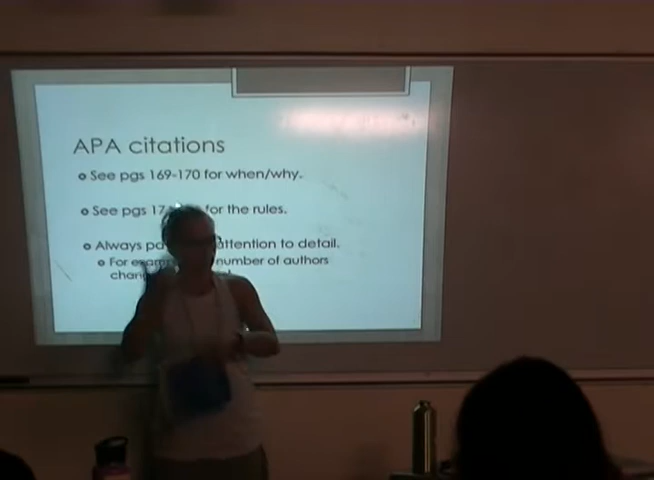 APA citations
See pgs 169-170 for when/why.
See pgs for the rules.
Always attention to detail.
For number of authors